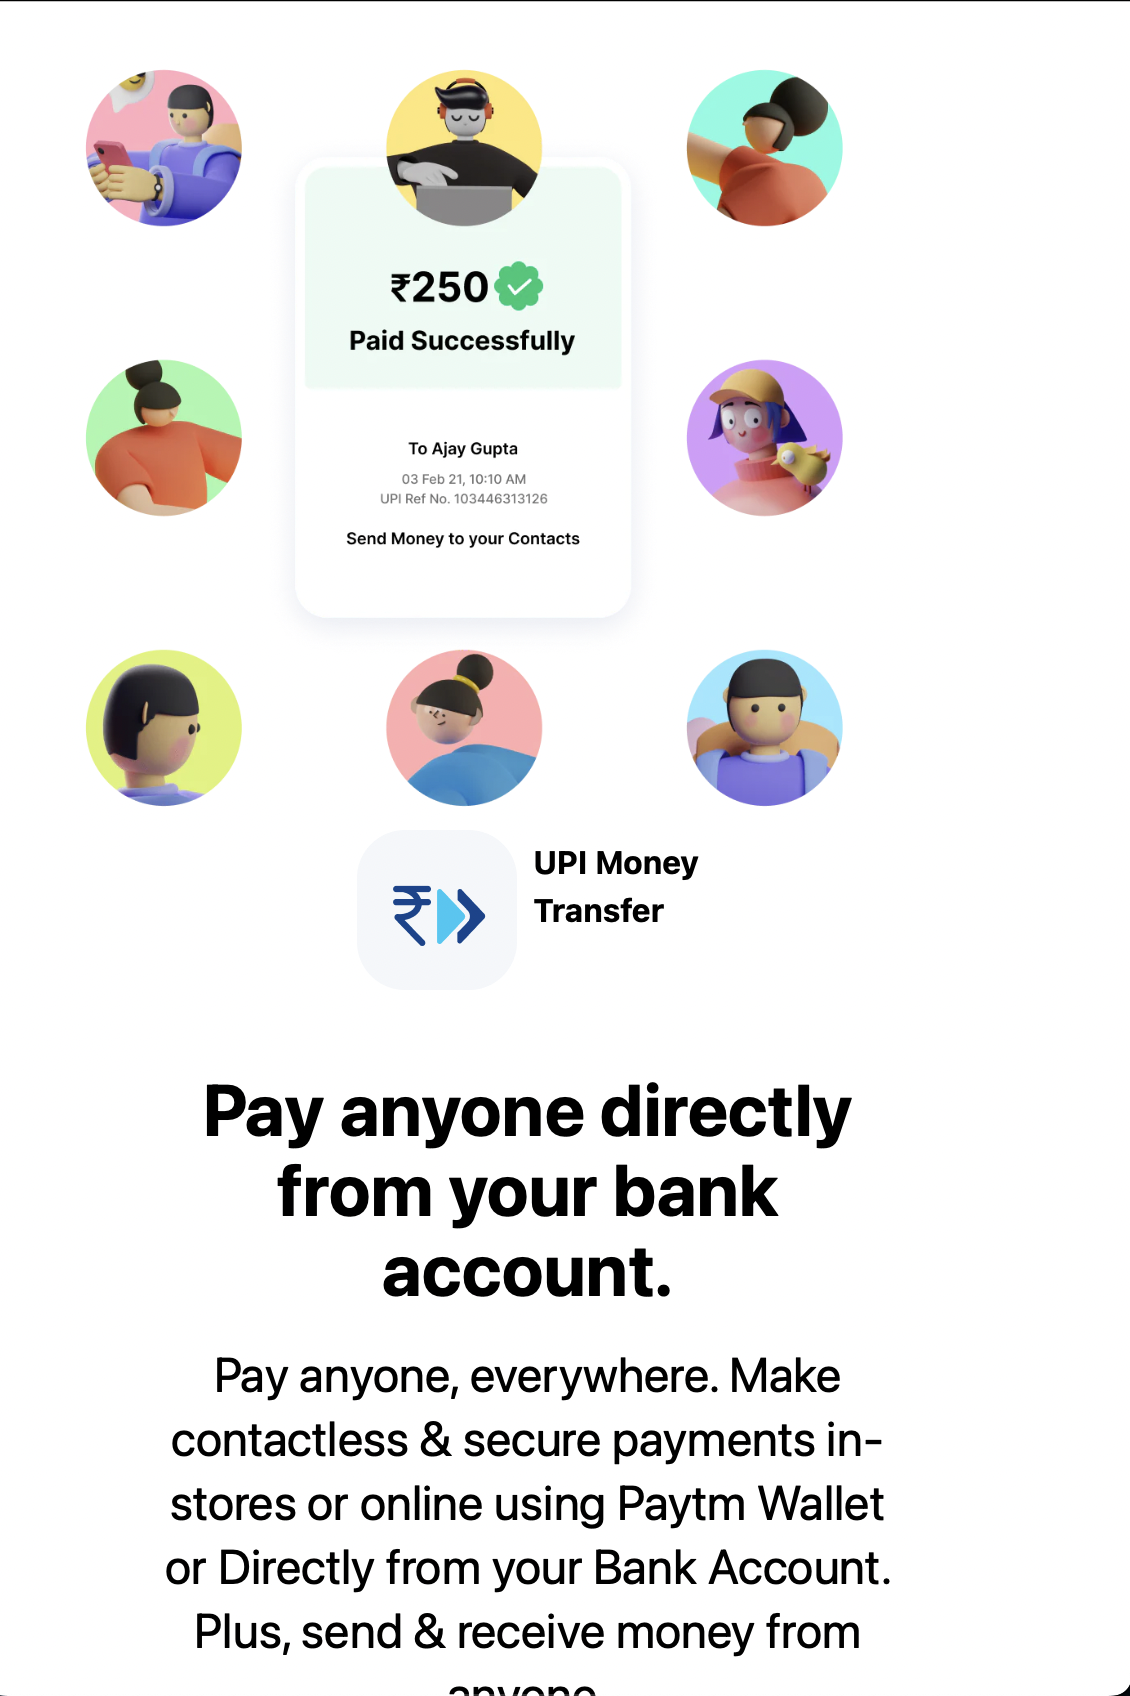 ₹250
Paid Successfully
To Ajay Gupta
03 Feb 21, 10:10 AM
UPI Ref No. 103446313126
Send Money to your Contacts
₹
UPI Money
Transfer
Pay anyone directly
from your bank
account.
Pay anyone, everywhere. Make
contactless & secure payments in-
stores or online using Paytm Wallet
or Directly from your Bank Account.
Plus, send & receive money from
anyone.